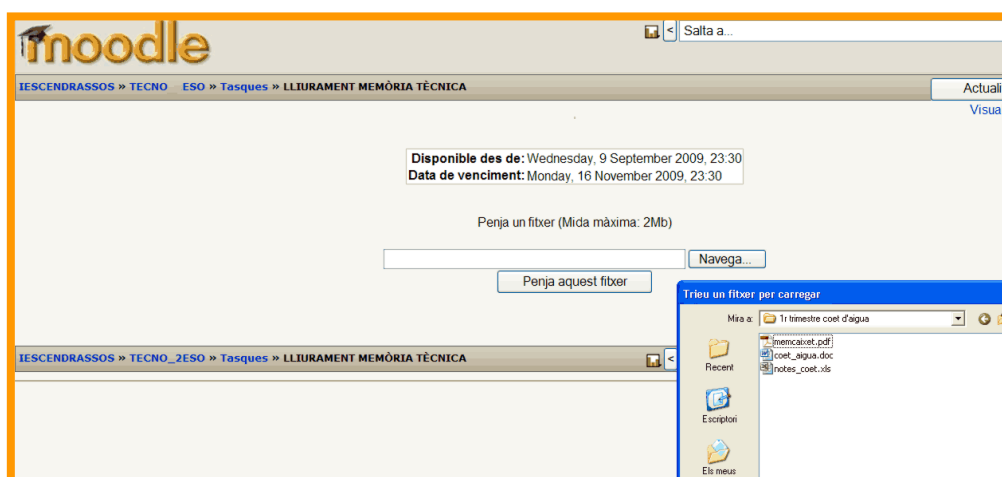 moodle
< Salta a...
IESCENDRASSOS » TECNO ESO » Tasques » LLIURAMENT MEMÒRIA TÈCNICA
Actuali
Visua
Disponible des de: Wednesday, 9 September 2009, 23:30
Data de venciment: Monday, 16 November 2009, 23:30
Penja un fitxer (Mida màxima: 2Mb)
Navega...
Penja aquest fitxer
Trieu un fitxer per carregar
Mira a: 1r trimestre coet d'aigua
memcaixet.pdf
coet_aigua.doc
notes_coet.xls
Recent
Escriptori
Els meus
IESCENDRASSOS » TECNO_2ESO » Tasques » LLIURAMENT MEMÒRIA TÈCNICA
<